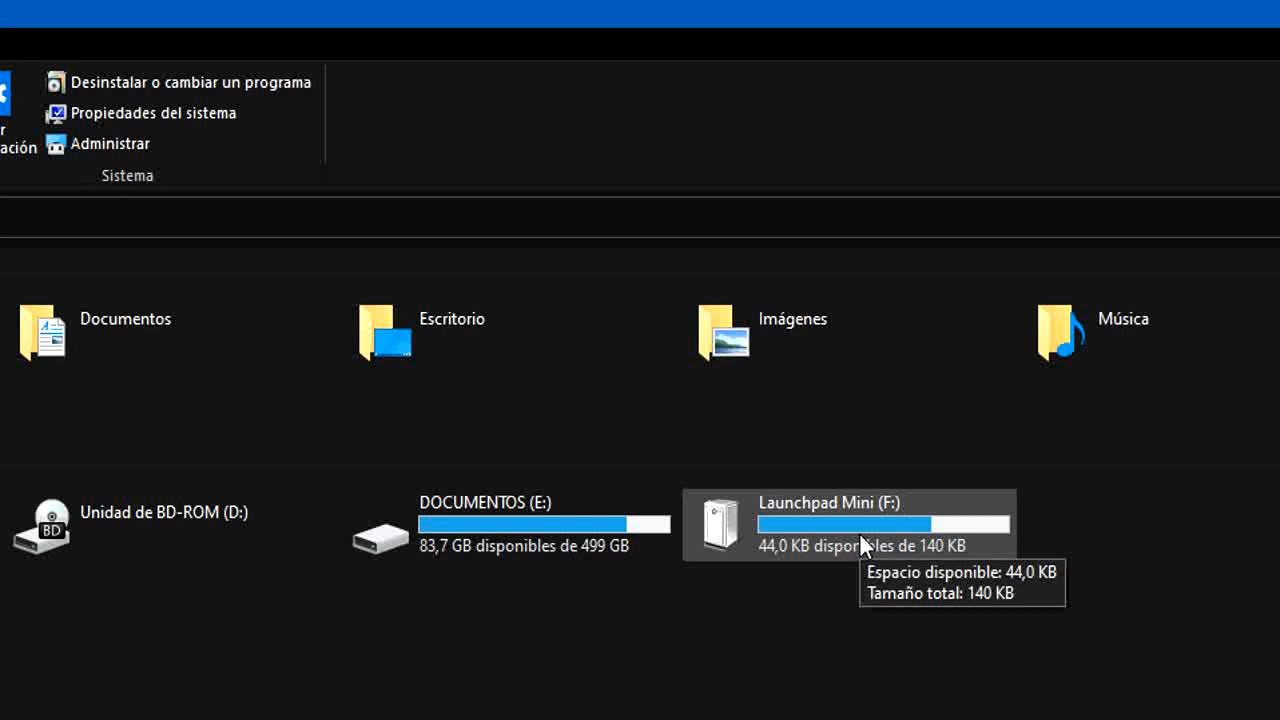 Desinstalar o cambiar un programa
Propiedades del sistema
r
ación
Administrar
Sistema
Documentos
Escritorio
Imágenes
Música
BD
Unidad de BD-ROM (D:)
DOCUMENTOS (E:)
83,7 GB disponibles de 499 GB
Launchpad Mini (F:)
44,0 KB disponibles de 140 KB
Espacio disponible: 44,0 KB
Tamaño total: 140 KB